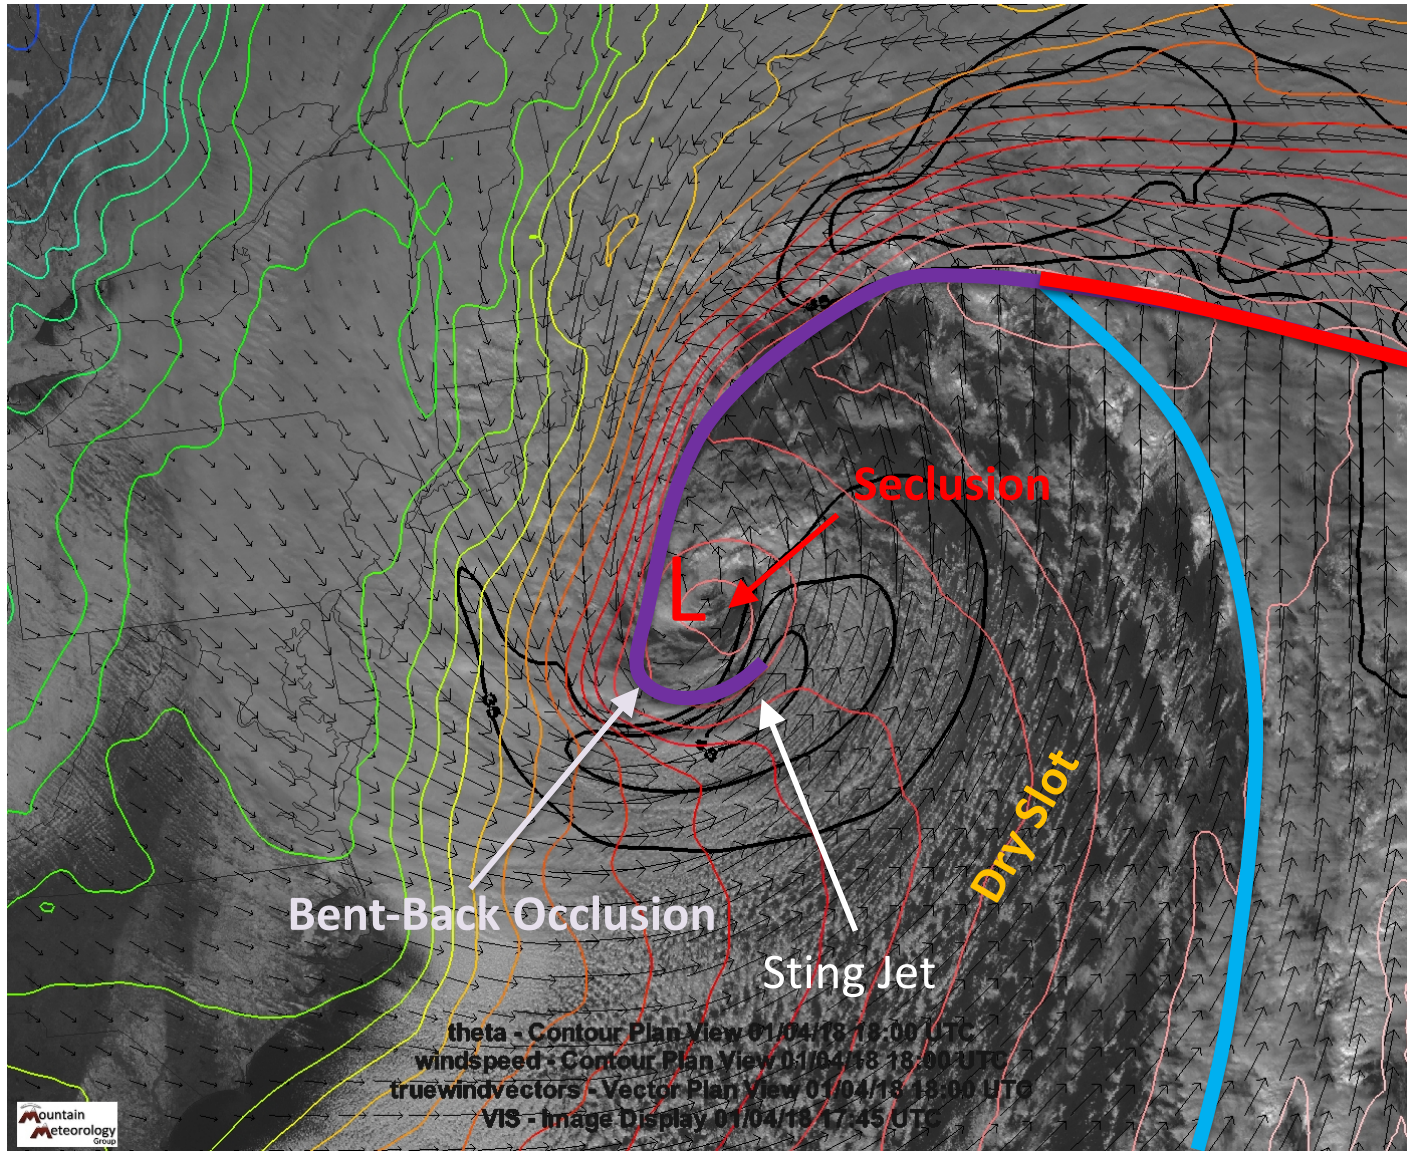 Seclusion
L
Dry Slot
Bent-Back Occlusion
Sting Jet
theta - Contour Plan View 01/04/18 18:00 UTC
windspeed - Contour Plan View 01/04/18 18:00 UTC
truewindvectors - Vector Plan View 01/04/18 18:00 UTC
VIS - Image Display 01/04/18 17:45 UTC
Mountain
Meteorology
Group